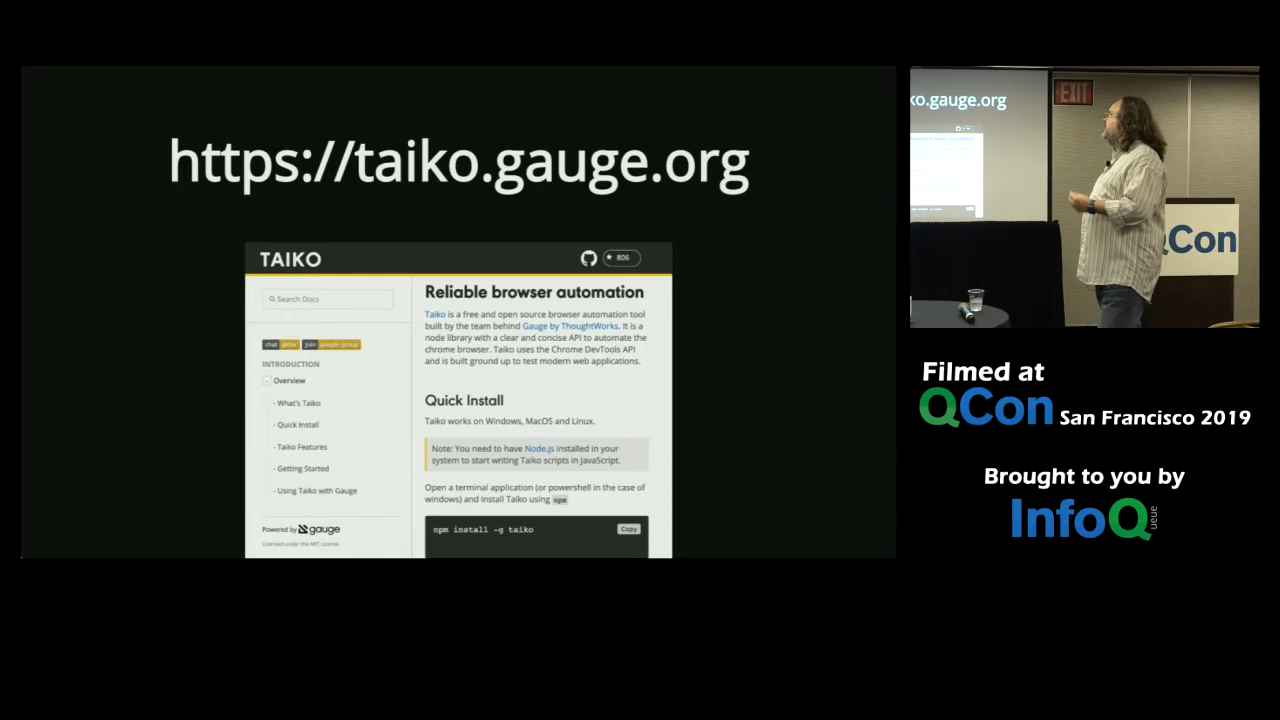 https://taiko.gauge.org
TAIKO
806
Search Docs
chat gitter join google group
INTRODUCTION
- Overview
- What's Taiko
- Quick Install
- Taiko Features
- Getting Started
- Using Taiko with Gauge
Powered by gauge
Licensed under the MIT License
Reliable browser automation
Taiko is a free and open source browser automation tool
built by the team behind Gauge by ThoughtWorks. It is a
node library with a clear and concise API to automate the
chrome browser. Taiko uses the Chrome DevTools API
and is built ground up to test modern web applications.
Quick Install
Taiko works on Windows, MacOS and Linux.
Note: You need to have Node.js installed in your
system to start writing Taiko scripts in JavaScript.
Open a terminal application (or powershell in the case of
windows) and install Taiko using npm
npm install -g taiko
Copy
ko.gauge.org
EXIT
QCon
Filmed at
QCon San Francisco 2019
Brought to you by
InfoQ
ueue